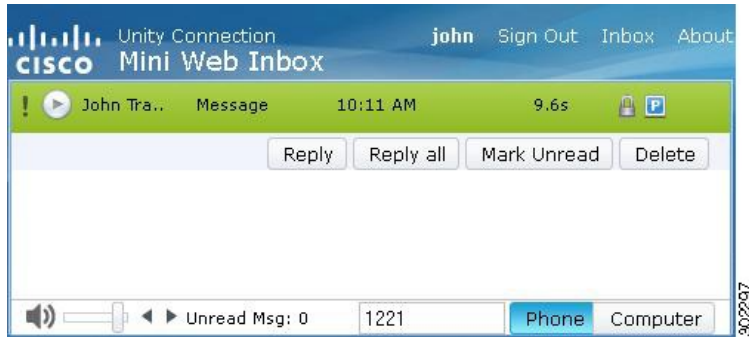 Unity Connection john Sign Out Inbox About
CISCO Mini Web Inbox
! John Tra.. Message 10:11 AM 9.6s P
Reply Reply all Mark Unread Delete
Unread Msg: 0 1221 Phone Computer
302297